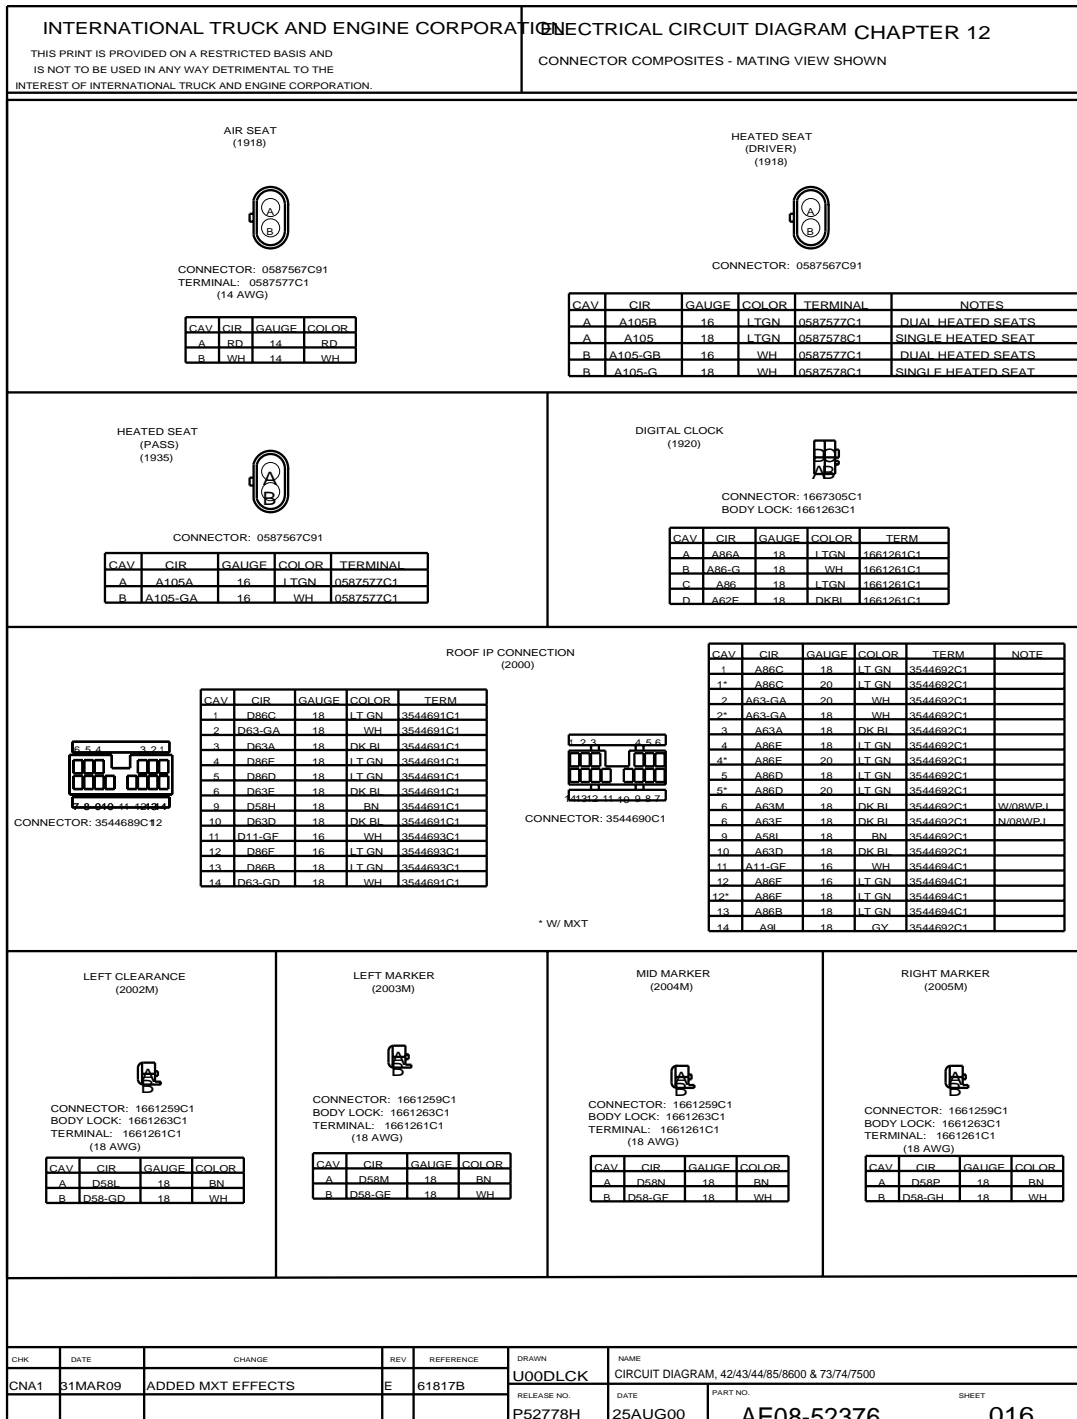 INTERNATIONAL TRUCK AND ENGINE CORPORATION
THIS PRINT IS PROVIDED ON A RESTRICTED BASIS AND
IS NOT TO BE USED IN ANY WAY DETRIMENTAL TO THE
INTEREST OF INTERNATIONAL TRUCK AND ENGINE CORPORATION.
ELECTRICAL CIRCUIT DIAGRAM CHAPTER 12
CONNECTOR COMPOSITES - MATING VIEW SHOWN
AIR SEAT
(1918)
A
B
CONNECTOR: 0587567C91
TERMINAL: 0587577C1
(14 AWG)
CAV CIR GAUGE COLOR
A RD 14 RD
B WH 14 WH
HEATED SEAT
(DRIVER)
(1918)
A
B
CONNECTOR: 0587567C91
CAV CIR GAUGE COLOR TERMINAL NOTES
A A105B 16 LTGN 0587577C1 DUAL HEATED SEATS
A A105 18 LTGN 0587578C1 SINGLE HEATED SEAT
B A105-GB 16 WH 0587577C1 DUAL HEATED SEATS
B A105-G 18 WH 0587578C1 SINGLE HEATED SEAT
HEATED SEAT
(PASS)
(1935)
A
B
CONNECTOR: 0587567C91
CAV CIR GAUGE COLOR TERMINAL
A A105A 16 LTGN 0587577C1
B A105-GA 16 WH 0587577C1
DIGITAL CLOCK
(1920)
DC
AB
CONNECTOR: 1667305C1
BODY LOCK: 1661263C1
CAV CIR GAUGE COLOR TERM
A A86A 18 LTGN 1661261C1
B A86-G 18 WH 1661261C1
C A86 18 LTGN 1661261C1
D 18 DKBL 1661261C1
ROOF IP CONNECTION
(2000)
6 5 4 3 2 1
CONNECTOR: 3544689C1
CAV CIR GAUGE COLOR TERM
1 D86C 18 LT GN 3544691C1
2 D63-GA 18 WH 3544691C1
3 D63A 18 DK BL 3544691C1
4 18 LT GN 3544691C1
5 D86D 18 LT GN 3544691C1
6 18 DK BL 3544691C1
9 D58H 18 BN 3544691C1
10 D63D 18 DK BL 3544691C1
11 16 WH 3544693C1
12 16 LT GN 3544693C1
13 D86B 18 LT GN 3544693C1
14 D63-GD 18 WH 3544691C1
1 2 3 4 5 6
CONNECTOR: 3544690C1
* W/ MXT
CAV CIR GAUGE COLOR TERM NOTE
1 A86C 18 LT GN 3544692C1
1* A86C 20 LT GN 3544692C1
2 A63-GA 20 WH 3544692C1
2* A63-GA 18 WH 3544692C1
3 A63A 18 DK BL 3544692C1
4 18 LT GN 3544692C1
4* 20 LT GN 3544692C1
5 A86D 18 LT GN 3544692C1
5* A86D 20 LT GN 3544692C1
6 A63M 18 DK BL 3544692C1 W/08WPJ
6 18 DK BL 3544692C1 N/08WPJ
9 A58L 18 BN 3544692C1
10 A63D 18 DK BL 3544692C1
11 16 WH 3544694C1
12 16 LT GN 3544694C1
12* 18 LT GN 3544694C1
13 A86B 18 LT GN 3544694C1
14 18 GY 3544692C1
LEFT CLEARANCE
(2002M)
A
B
CONNECTOR: 1661259C1
BODY LOCK: 1661263C1
TERMINAL: 1661261C1
(18 AWG)
CAV CIR GAUGE COLOR
A D58L 18 BN
B D58-GD 18 WH
LEFT MARKER
(2003M)
A
B
CONNECTOR: 1661259C1
BODY LOCK: 1661263C1
TERMINAL: 1661261C1
(18 AWG)
CAV CIR GAUGE COLOR
A D58M 18 BN
B D58-GE 18 WH
MID MARKER
(2004M)
A
B
CONNECTOR: 1661259C1
BODY LOCK: 1661263C1
TERMINAL: 1661261C1
(18 AWG)
CAV CIR GAUGE COLOR
A D58N 18 BN
B 18 WH
RIGHT MARKER
(2005M)
A
B
CONNECTOR: 1661259C1
BODY LOCK: 1661263C1
TERMINAL: 1661261C1
(18 AWG)
CAV CIR GAUGE COLOR
A D58P 18 BN
B D58-GH 18 WH
CHK DATE CHANGE REV REFERENCE
CNA1 31MAR09 ADDED MXT EFFECTS E 61817B
DRAWN
U00DLCK
NAME
CIRCUIT DIAGRAM, 42/43/44/85/8600 & 73/74/7500
RELEASE NO.
P52778H
DATE
25AUG00
PART NO.
AE08-52376
SHEET
016